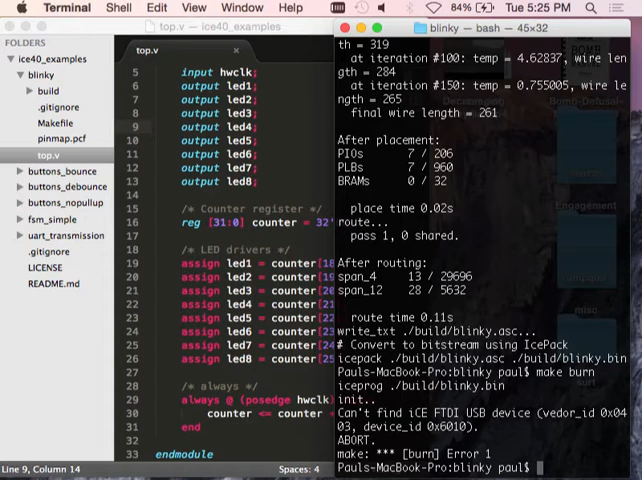 Terminal Shell Edit View Window Help 84% Tue 5:25 PM
top.v — ice40_examples
FOLDERS
ice40_examples
blinky
build
.gitignore
Makefile
pinmap.pcf
top.v
buttons_bounce
buttons_debounce
buttons_nopullup
fsm_simple
uart_transmission
.gitignore
LICENSE
README.md
top.v
5 input hwclk;
6 output led1;
7 output led2;
8 output led3;
9 output led4;
10 output led5;
11 output led6;
12 output led7;
13 output led8;
14
15 /* Counter register */
16 reg [31:0] counter = 32'
17
18 /* LED drivers */
19 assign led1 = counter[18
20 assign led2 = counter[19
21 assign led3 = counter[20
22 assign led4 = counter[21
23 assign led5 = counter[22
24 assign led6 = counter[23
25 assign led7 = counter[24
26 assign led8 = counter[25
27
28 /* always */
29 always @ (posedge hwclk)
30 counter <= counter +
31 end
32
33 endmodule
Line 9, Column 14 Spaces: 4
blinky — bash — 45×32
th = 319
at iteration #100: temp = 4.62837, wire len
gth = 284
at iteration #150: temp = 0.755005, wire le
ngth = 265
final wire length = 261
After placement:
PIOs 7 / 206
PLBs 7 / 960
BRAMs 0 / 32
place time 0.02s
route...
pass 1, 0 shared.
After routing:
span_4 13 / 29696
span_12 28 / 5632
route time 0.11s
write_txt ./build/blinky.asc...
# Convert to bitstream using IcePack
icepack ./build/blinky.asc ./build/blinky.bin
Pauls-MacBook-Pro:blinky paul$ make burn
iceprog ./build/blinky.bin
init..
Can't find iCE FTDI USB device (vedor_id 0x04
03, device_id 0x6010).
ABORT.
make: *** [burn] Error 1
Pauls-MacBook-Pro:blinky paul$